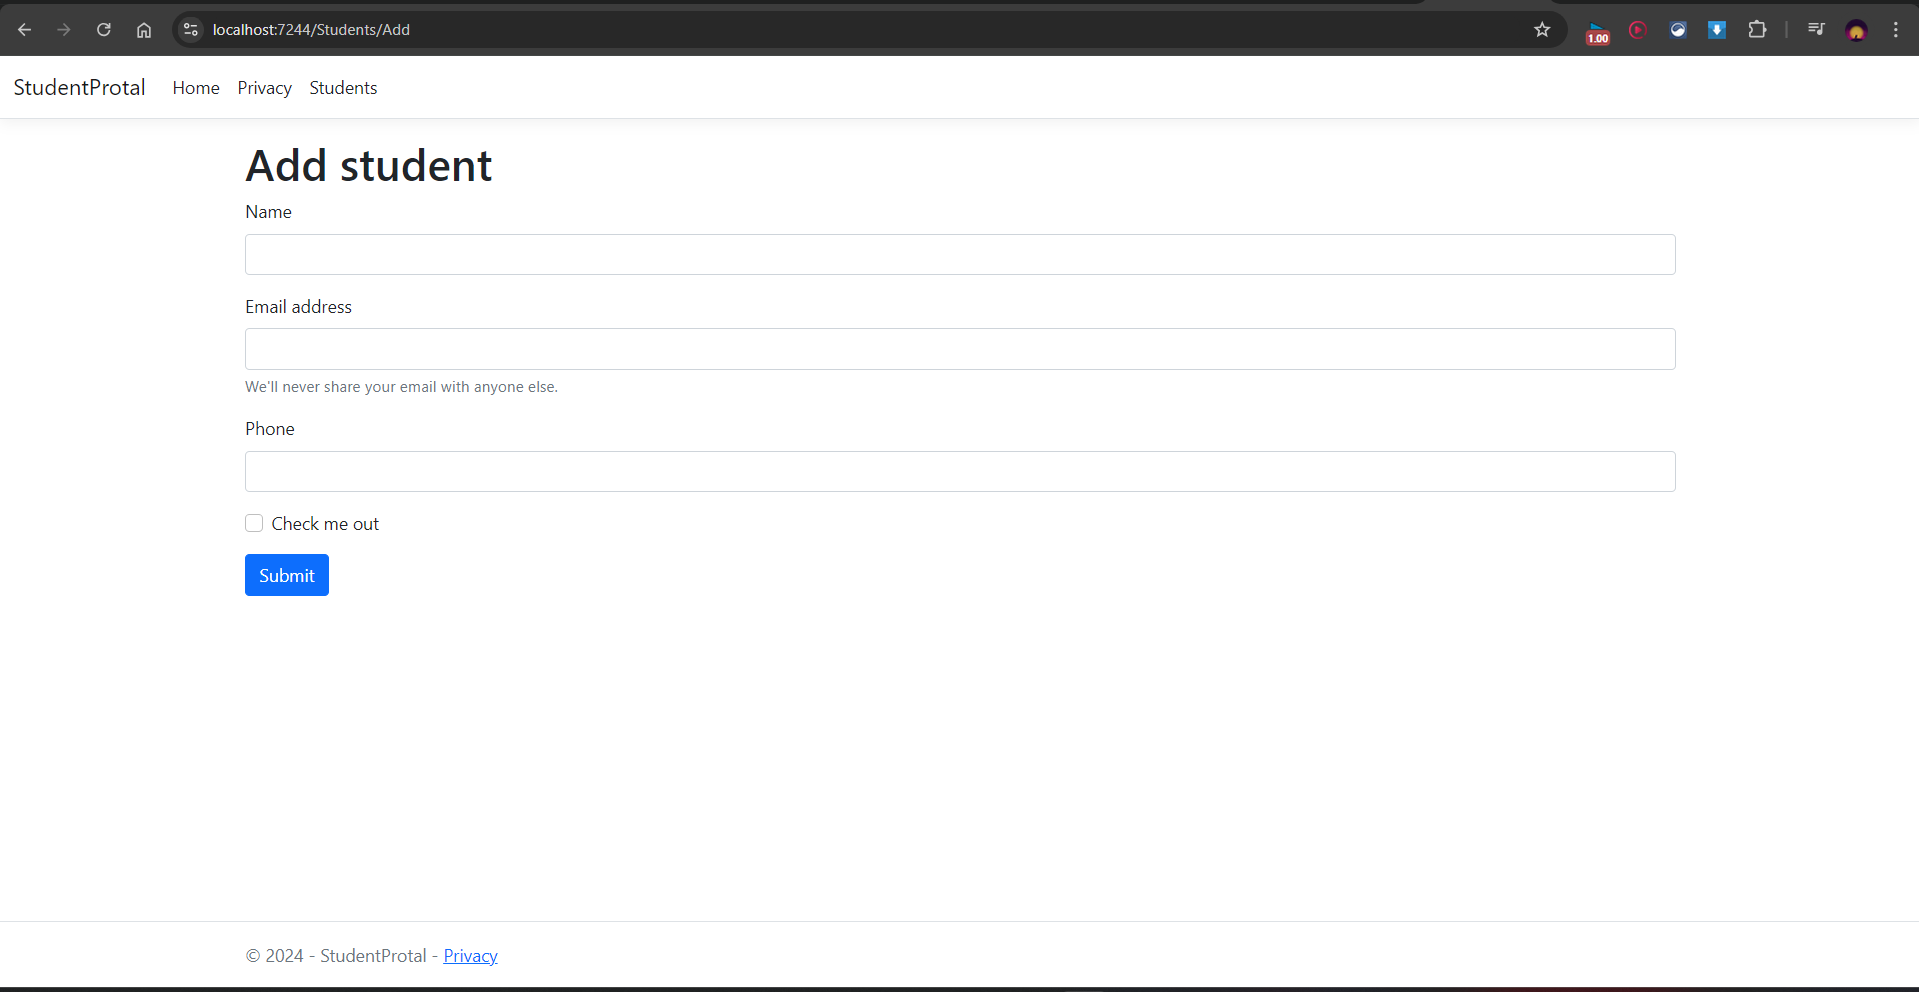 localhost:7244/Students/Add
1.00
StudentProtal Home Privacy Students
Add student
Name
Email address
We'll never share your email with anyone else.
Phone
Check me out
Submit
© 2024 - StudentProtal - Privacy